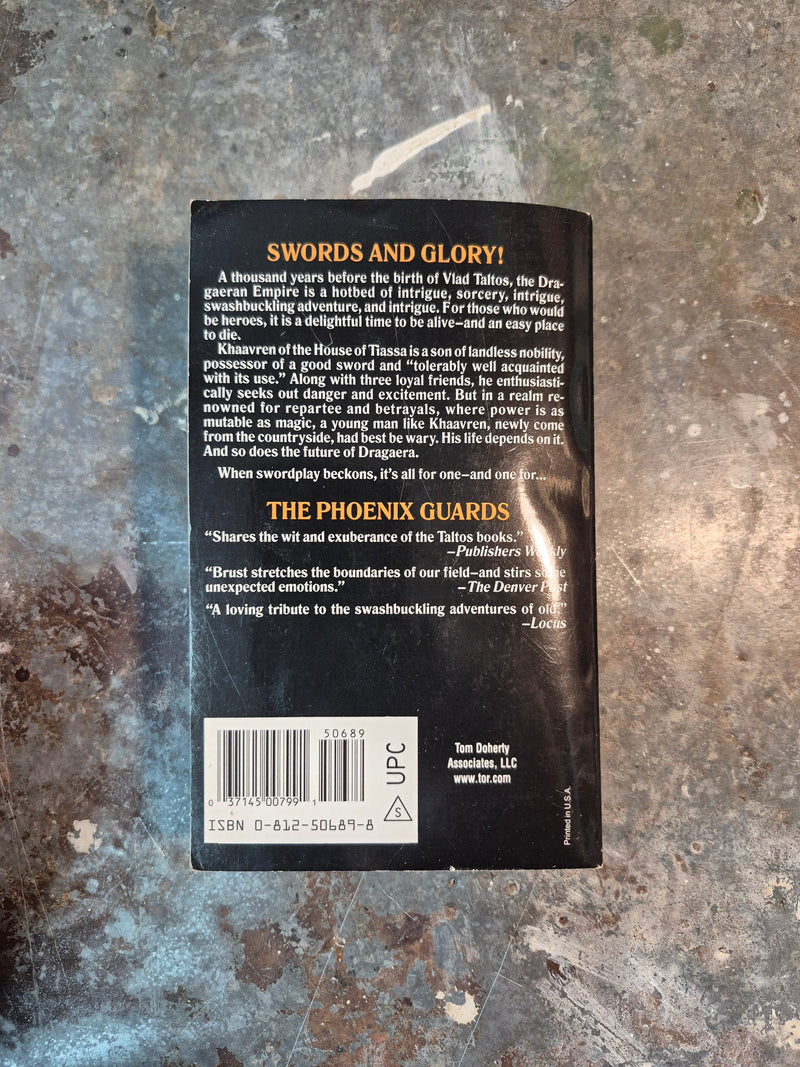 SWORDS AND GLORY!
A thousand years before the birth of Vlad Taltos, the Dra-
gaeran Empire is a hotbed of intrigue, sorcery, intrigue,
swashbuckling adventure, and intrigue. For those who would
be heroes, it is a delightful time to be alive—and an easy place
to die.
Khaavren of the House of Tiassa is a son of landless nobility,
possessor of a good sword and “tolerably well acquainted
with its use.” Along with three loyal friends, he enthusiasti-
cally seeks out danger and excitement. But in a realm re-
nowned for repartee and betrayals, where power is as
mutable as magic, a young man like Khaavren, newly come
from the countryside, had best be wary. His life depends on it.
And so does the future of Dragaera.
When swordplay beckons, it’s all for one—and one for...
THE PHOENIX GUARDS
“Shares the wit and exuberance of the Taltos books.”
—Publishers Weekly
“Brust stretches the boundaries of our field—and stirs some
unexpected emotions.” —The Denver Post
“A loving tribute to the swashbuckling adventures of old.”
—Locus
50689
UPC
0 37145 00799 1
S
ISBN 0-812-50689-8
Tom Doherty
Associates, LLC
www.tor.com
Printed in U.S.A.